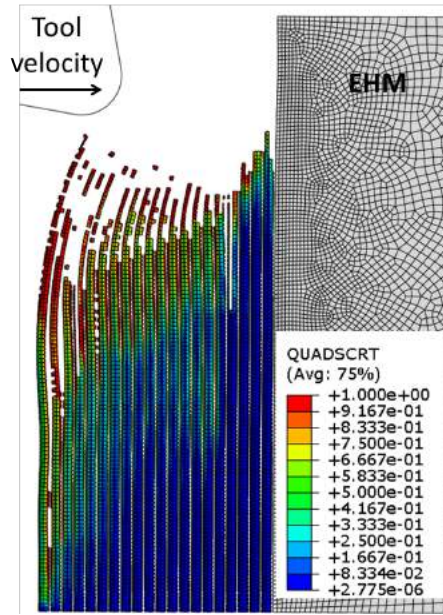 Tool
velocity
EHM
QUADSCRT
(Avg: 75%)
+1.000e+00
+9.167e-01
+8.333e-01
+7.500e-01
+6.667e-01
+5.833e-01
+5.000e-01
+4.167e-01
+3.333e-01
+2.500e-01
+1.667e-01
+8.334e-02
+2.775e-06